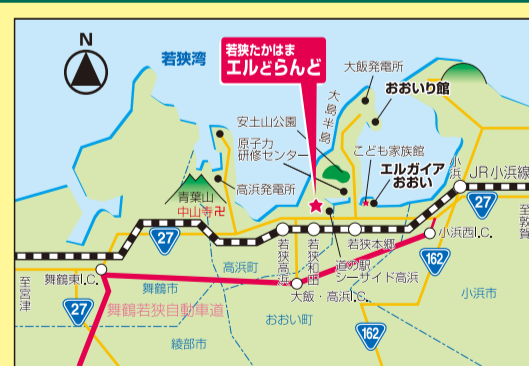 N
若狭湾
若狭たかはま
エルどらんど
大島半島
大飯発電所
おおいり館
安土山公園
原子力
研修センター
こども家族館
エルガイア
おおい
高浜発電所
青葉山
中山寺卍
小浜
JR小浜線
27
至敦賀
27
若狭高浜
若狭和田
若狭本郷
道の駅
シーサイド高浜
小浜西I.C.
162
舞鶴東I.C.
高浜町
大飯・高浜I.C.
至宮津
27
舞鶴市
舞鶴若狭自動車道
おおい町
小浜市
綾部市
162